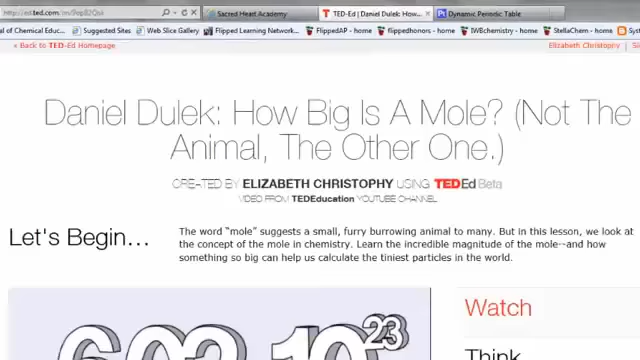 Sacred Heart Academy
TED-Ed | Daniel Dulek: How...
Dynamic Periodic Table
al of Chemical Educ...
Suggested Sites
Web Slice Gallery
Flipped Learning Network...
FlippedAP - home
flippedhonors - home
IWBchemistry - home
StellaChem - home
< Back to TED-Ed Homepage
Elizabeth Christophy
Daniel Dulek: How Big Is A Mole? (Not The
Animal, The Other One.)
CREATED BY ELIZABETH CHRISTOPHY USING TEDEd Beta
VIDEO FROM TEDEducation YOUTUBE CHANNEL
Let's Begin...
The word "mole" suggests a small, furry burrowing animal to many. But in this lesson, we look at
the concept of the mole in chemistry. Learn the incredible magnitude of the mole--and how
something so big can help us calculate the tiniest particles in the world.
Watch
6.02 x 10 23
Think